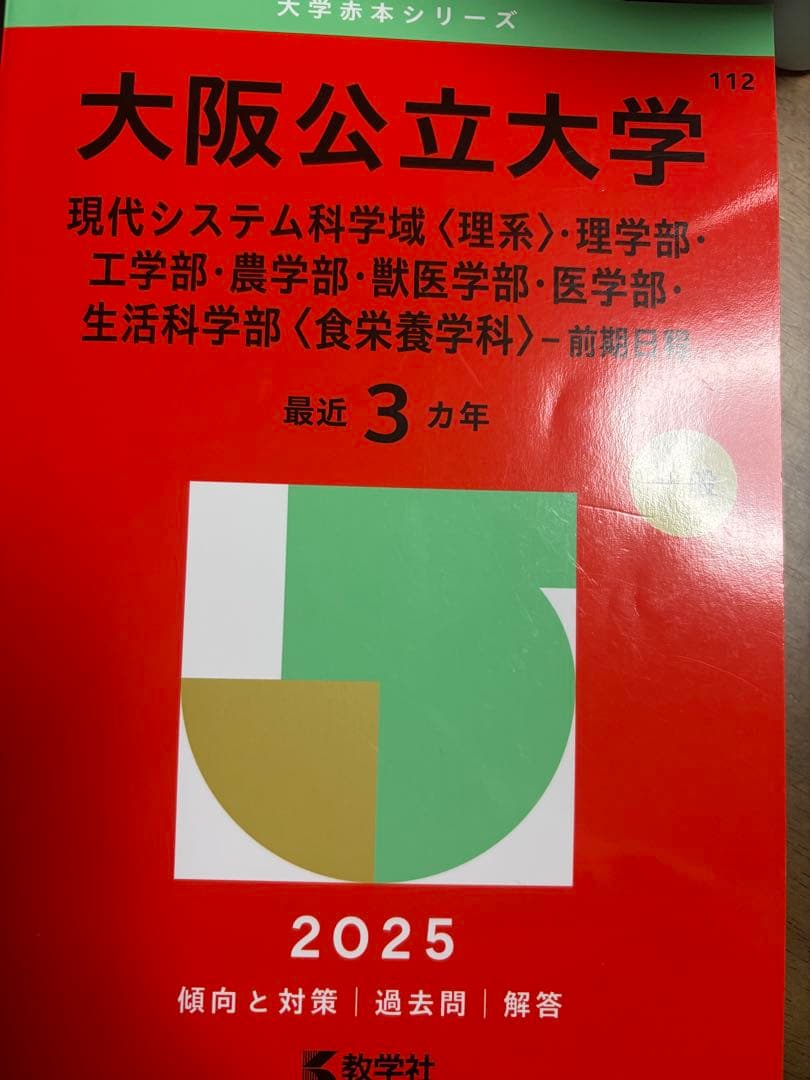 大学赤本シリーズ
112
大阪公立大学
現代システム科学域〈理系〉・理学部・
工学部・農学部・獣医学部・医学部・
生活科学部〈食栄養学科〉−前期日程
最近 3 カ年
一般
2025
傾向と対策｜過去問｜解答
教学社